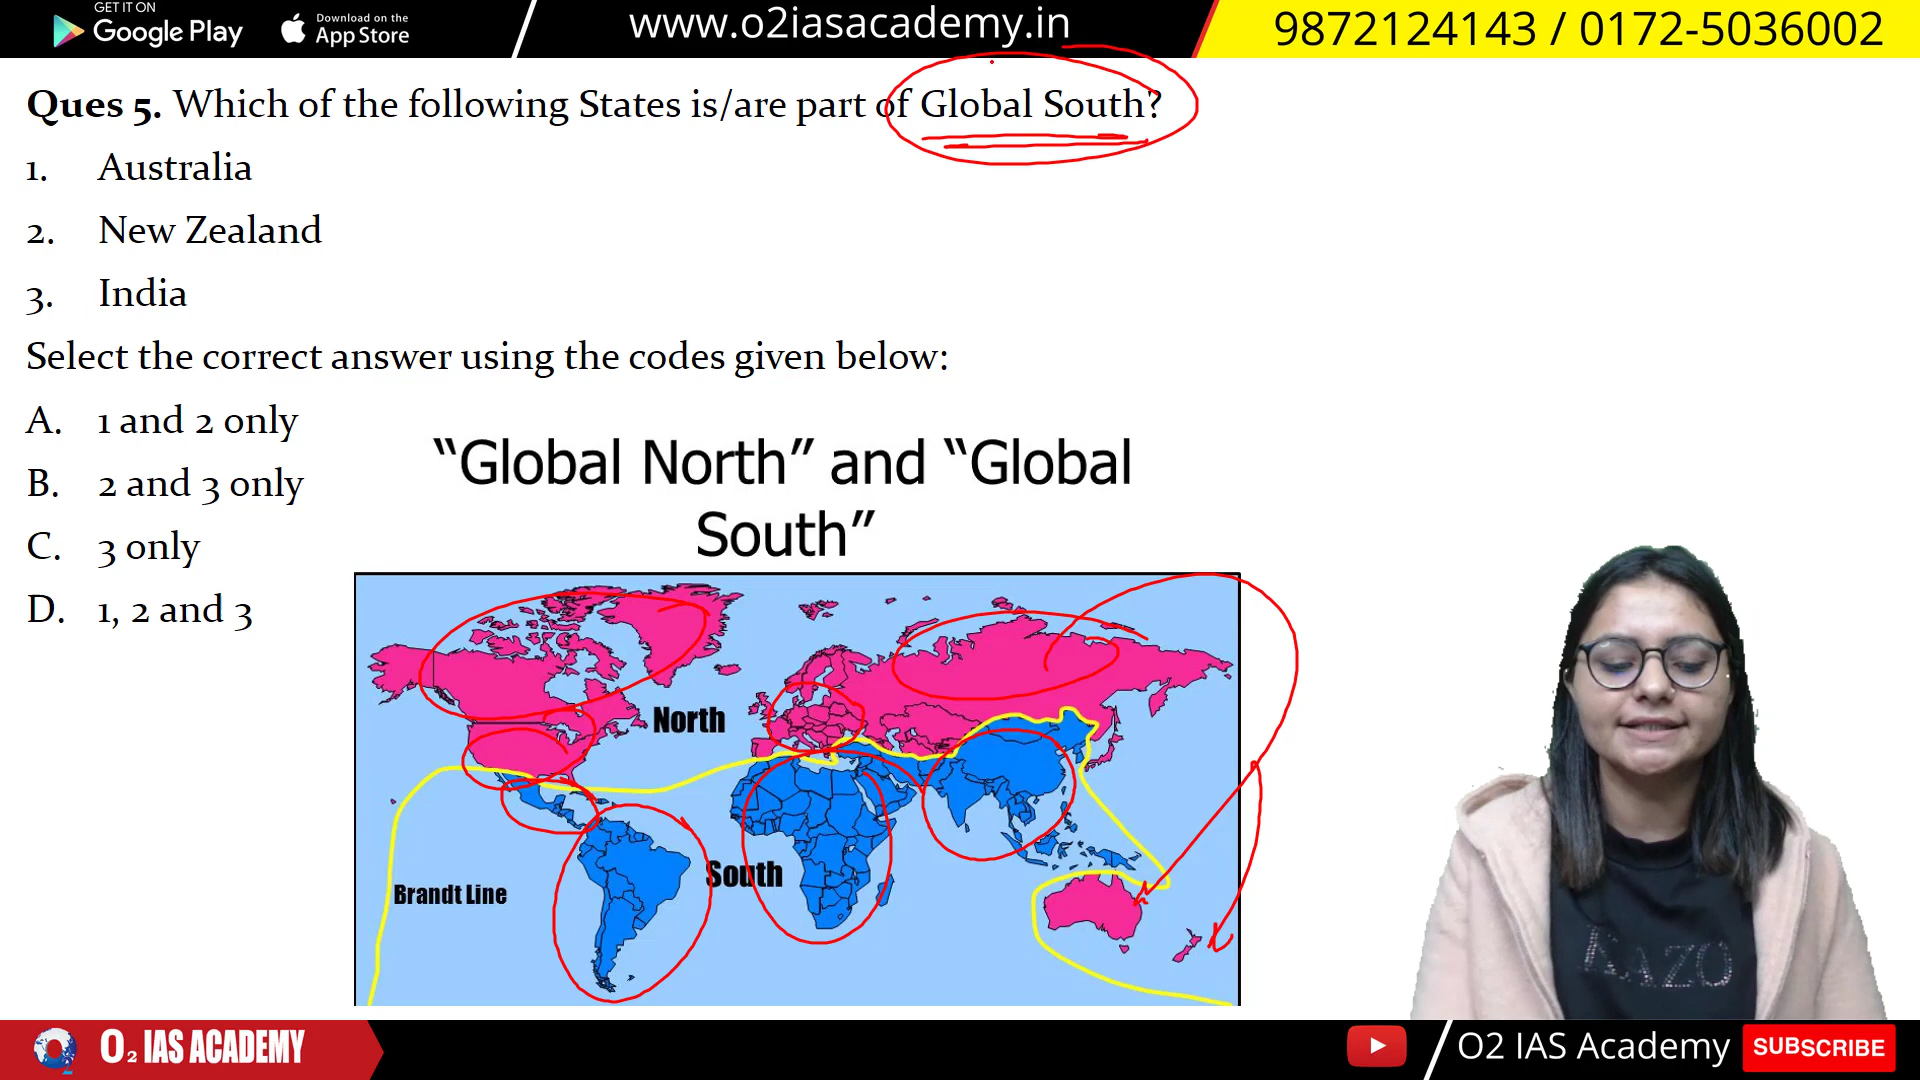 GET IT ON
Google Play
Download on the
App Store
www.o2iasacademy.in
9872124143 / 0172-5036002
Ques 5. Which of the following States is/are part of Global South?
1. Australia
2. New Zealand
3. India
Select the correct answer using the codes given below:
A. 1 and 2 only
B. 2 and 3 only
C. 3 only
D. 1, 2 and 3
“Global North” and “Global
South”
North
South
Brandt Line
KAZO
O2 IAS ACADEMY
O2 IAS Academy
SUBSCRIBE